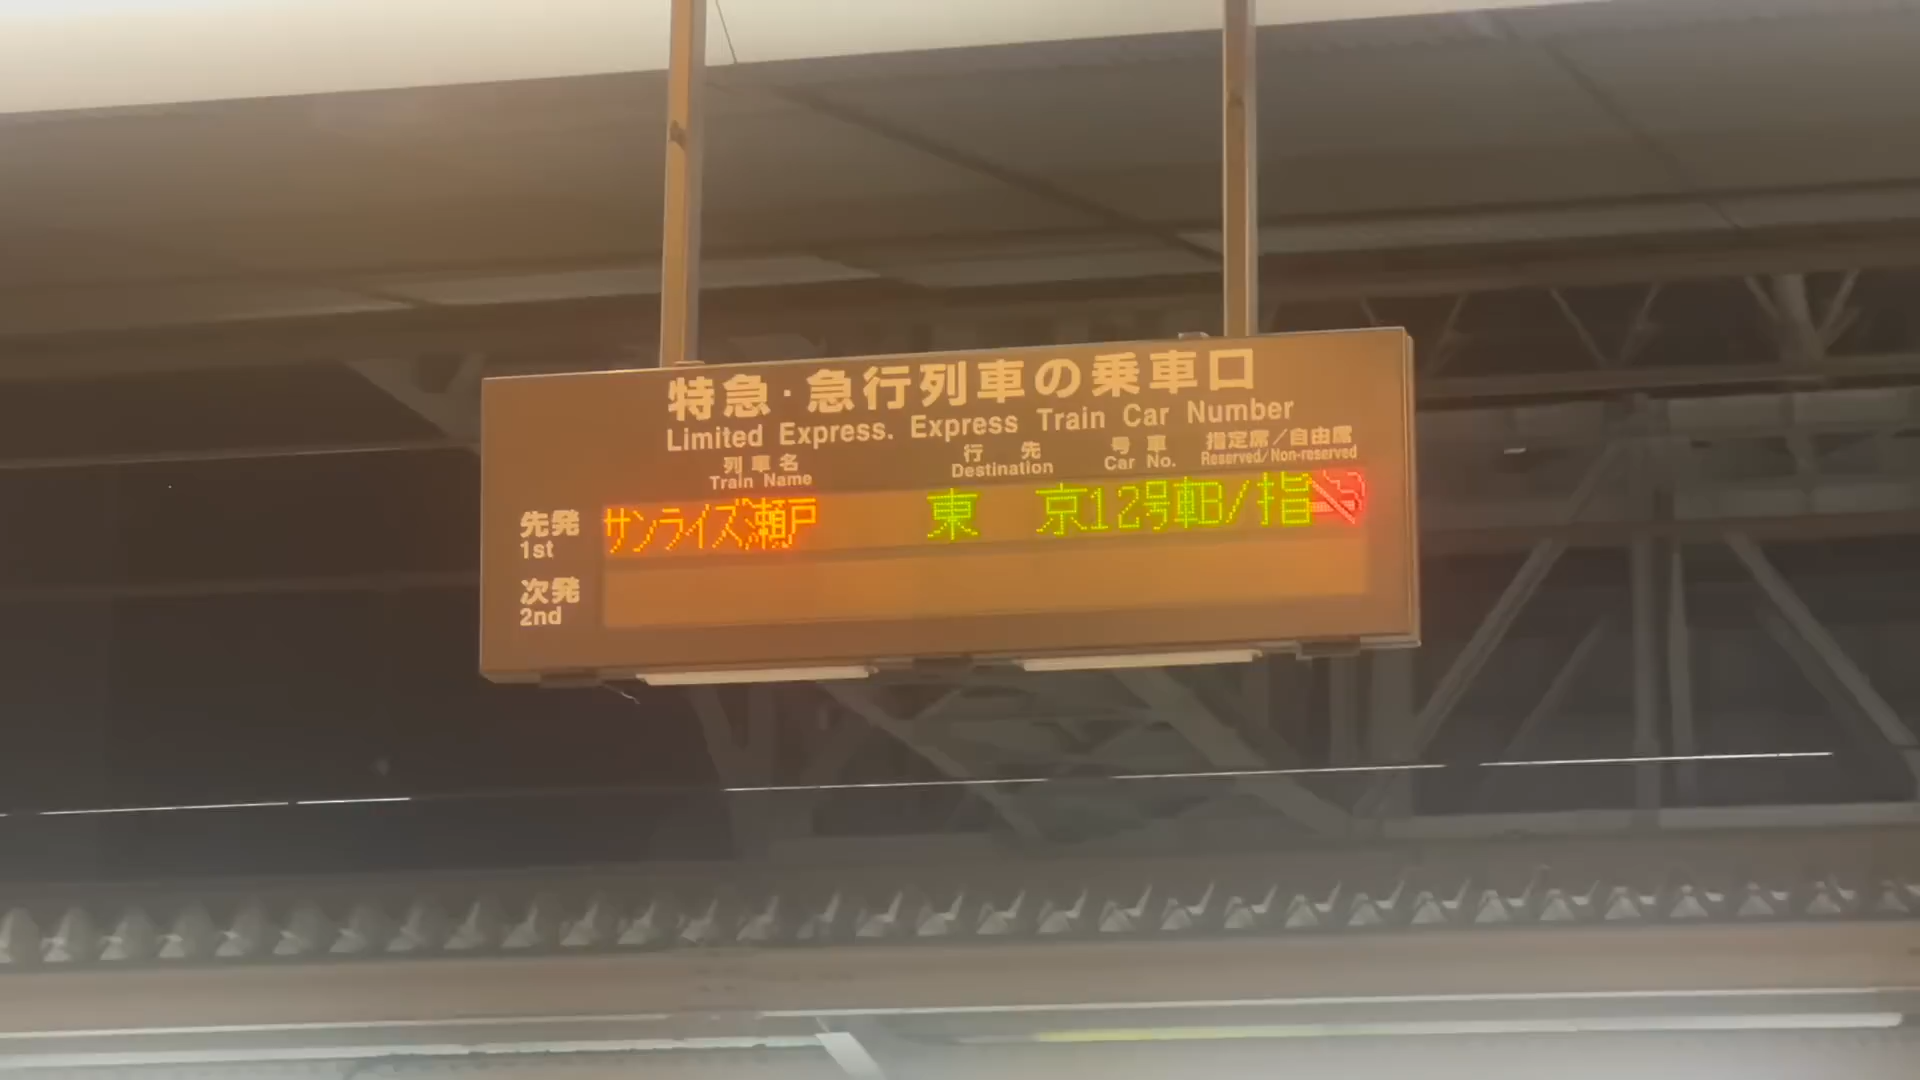 特急・急行列車の乗車口
Limited Express. Express Train Car Number
列車名 行先 号車 指定席/自由席
Train Name Destination Car No. Reserved/Non-reserved
先発 サンライズ瀬戸 東京 12号車B/指
1st
次発
2nd